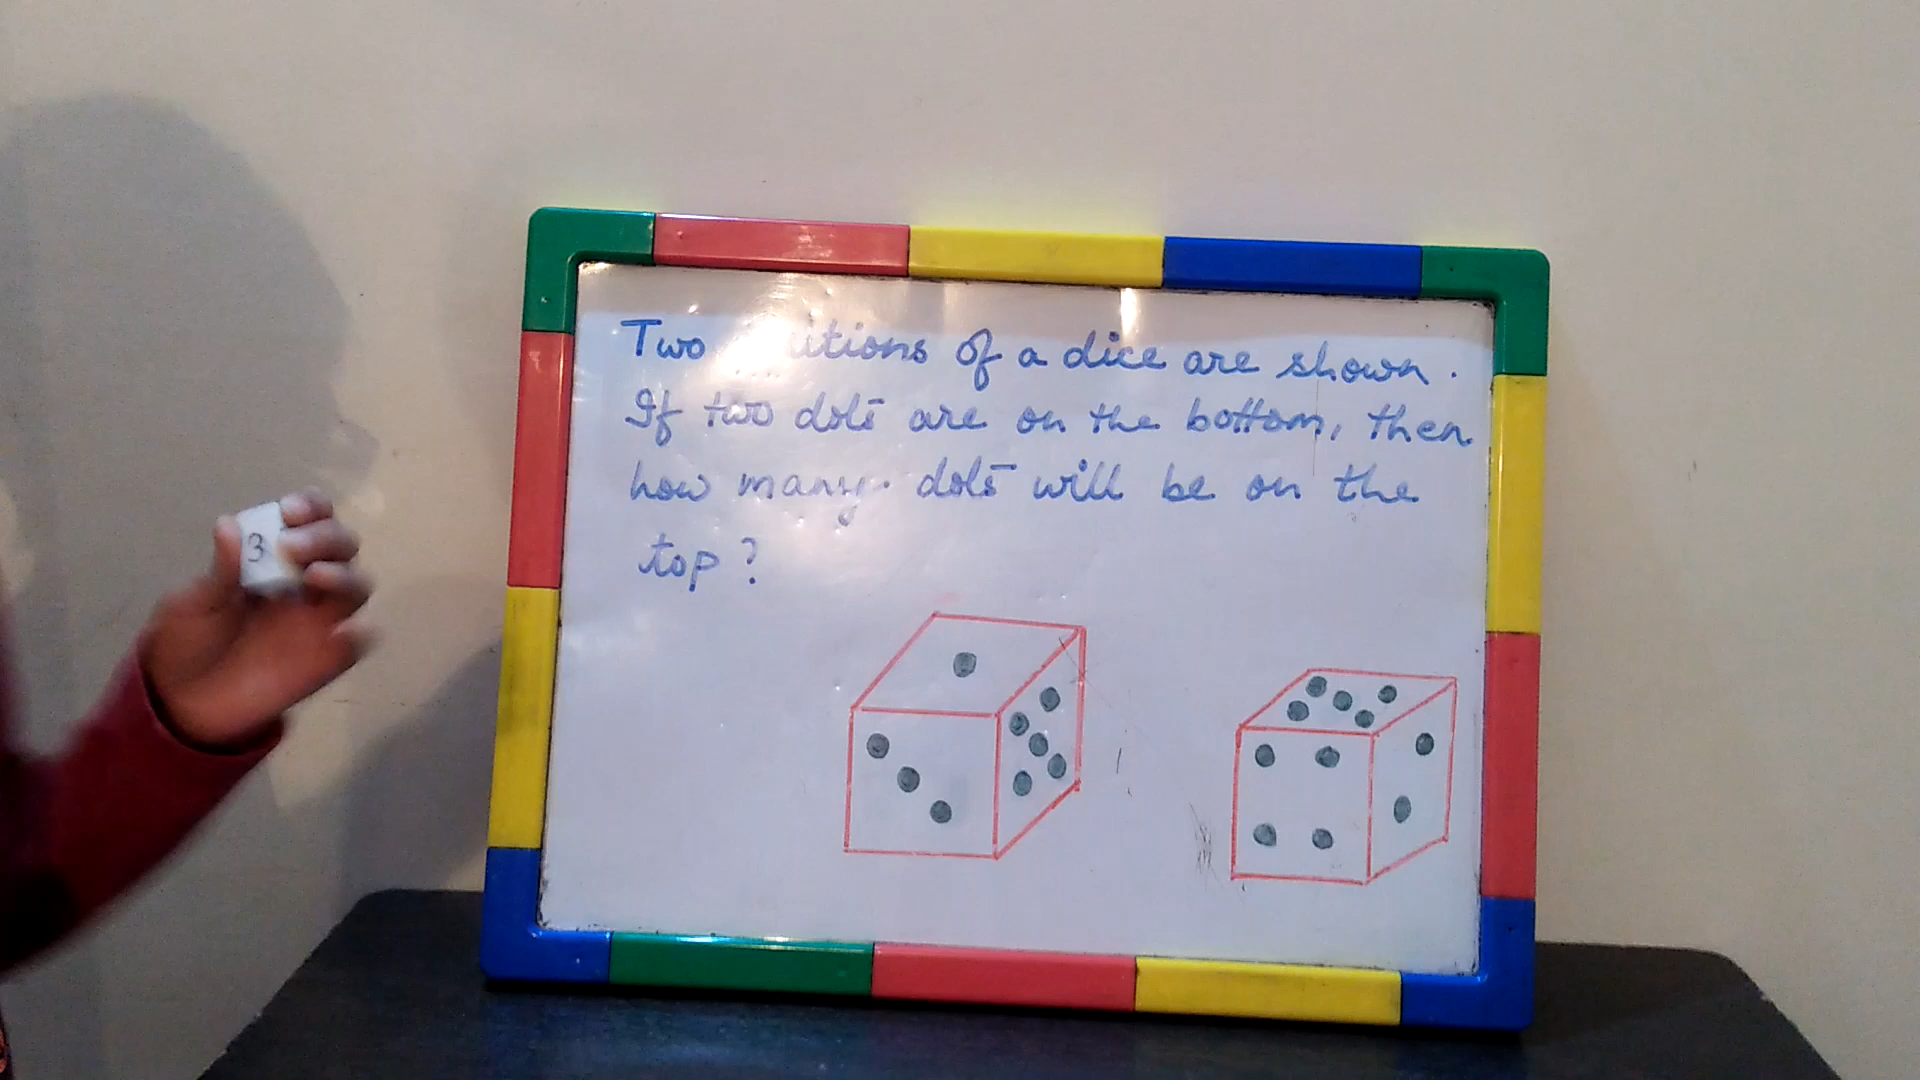 3
Two of a dice are shown.
If two dots are on the bottom, then
how many dots will be on the
top?